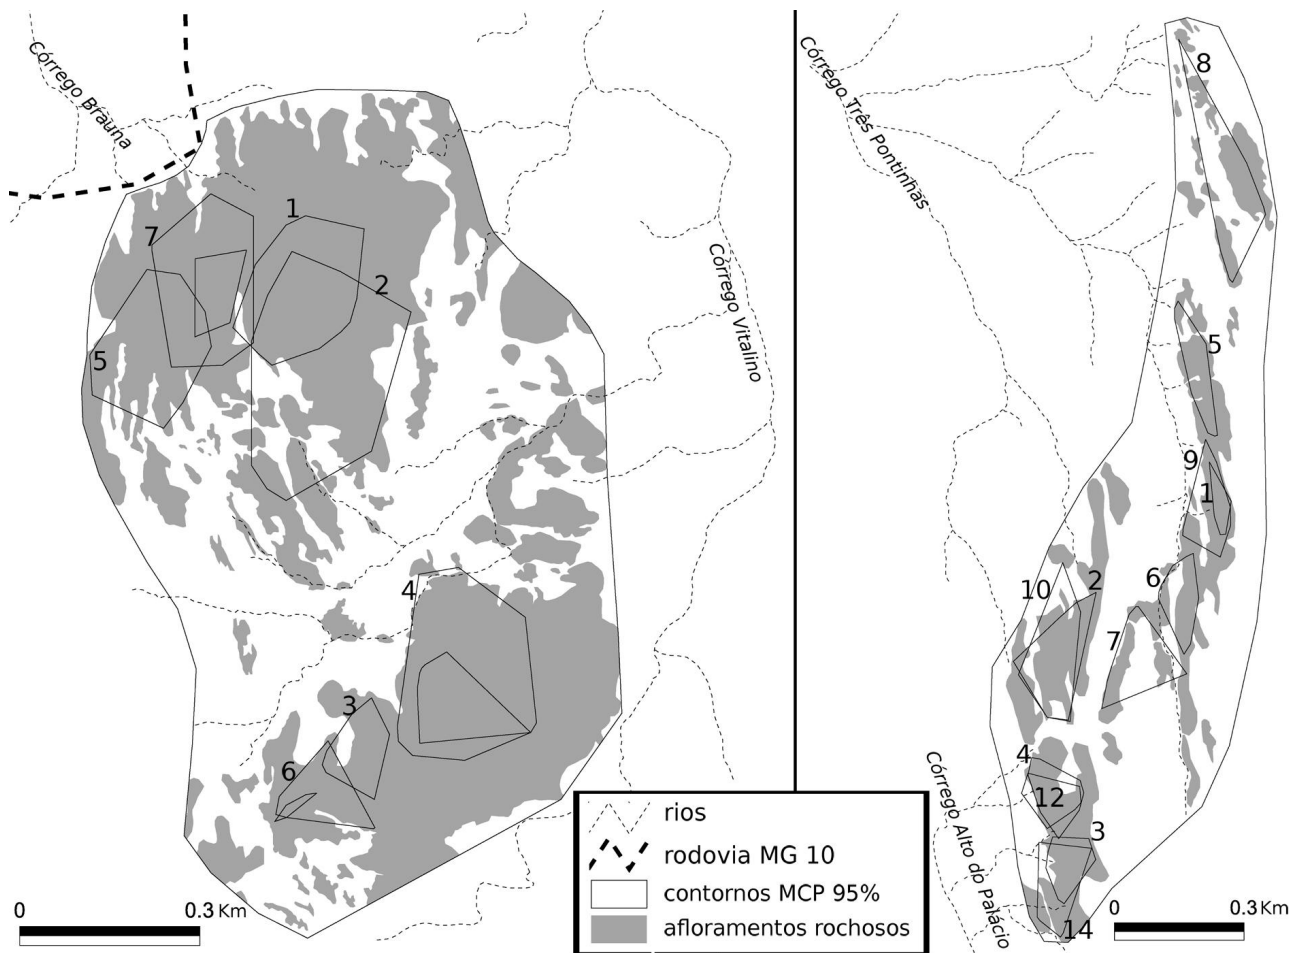 Córrego Brauna
7
1
2
5
Córrego Vitalino
4
3
6
0
0.3 Km
Córrego Três Pontinhas
8
5
9
1
10
2
6
7
4
12
3
14
Córrego Alto do Palácio
0
0.3 Km
rios
rodovia MG 10
contornos MCP 95%
afloramentos rochosos